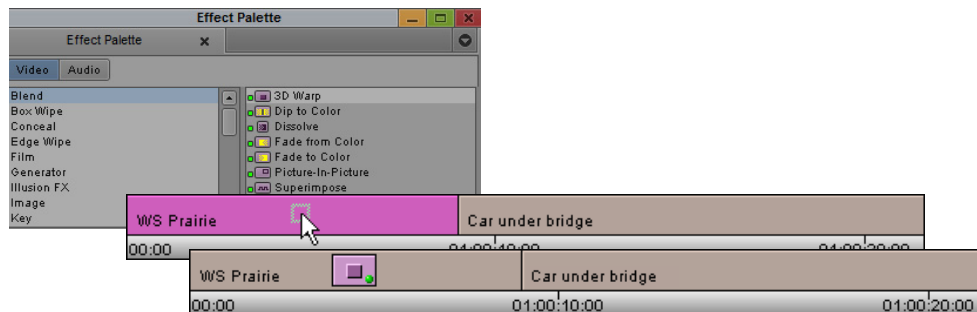 Effect Palette
Effect Palette
Video Audio
Blend
Box Wipe
Conceal
Edge Wipe
Film
Generator
Illusion FX
Image
Key
3D Warp
Dip to Color
Dissolve
Fade from Color
Fade to Color
Picture-In-Picture
Superimpose
WS Prairie Car under bridge
00:00 01:00:10:00 01:00:20:00
WS Prairie Car under bridge
00:00 01:00:10:00 01:00:20:00